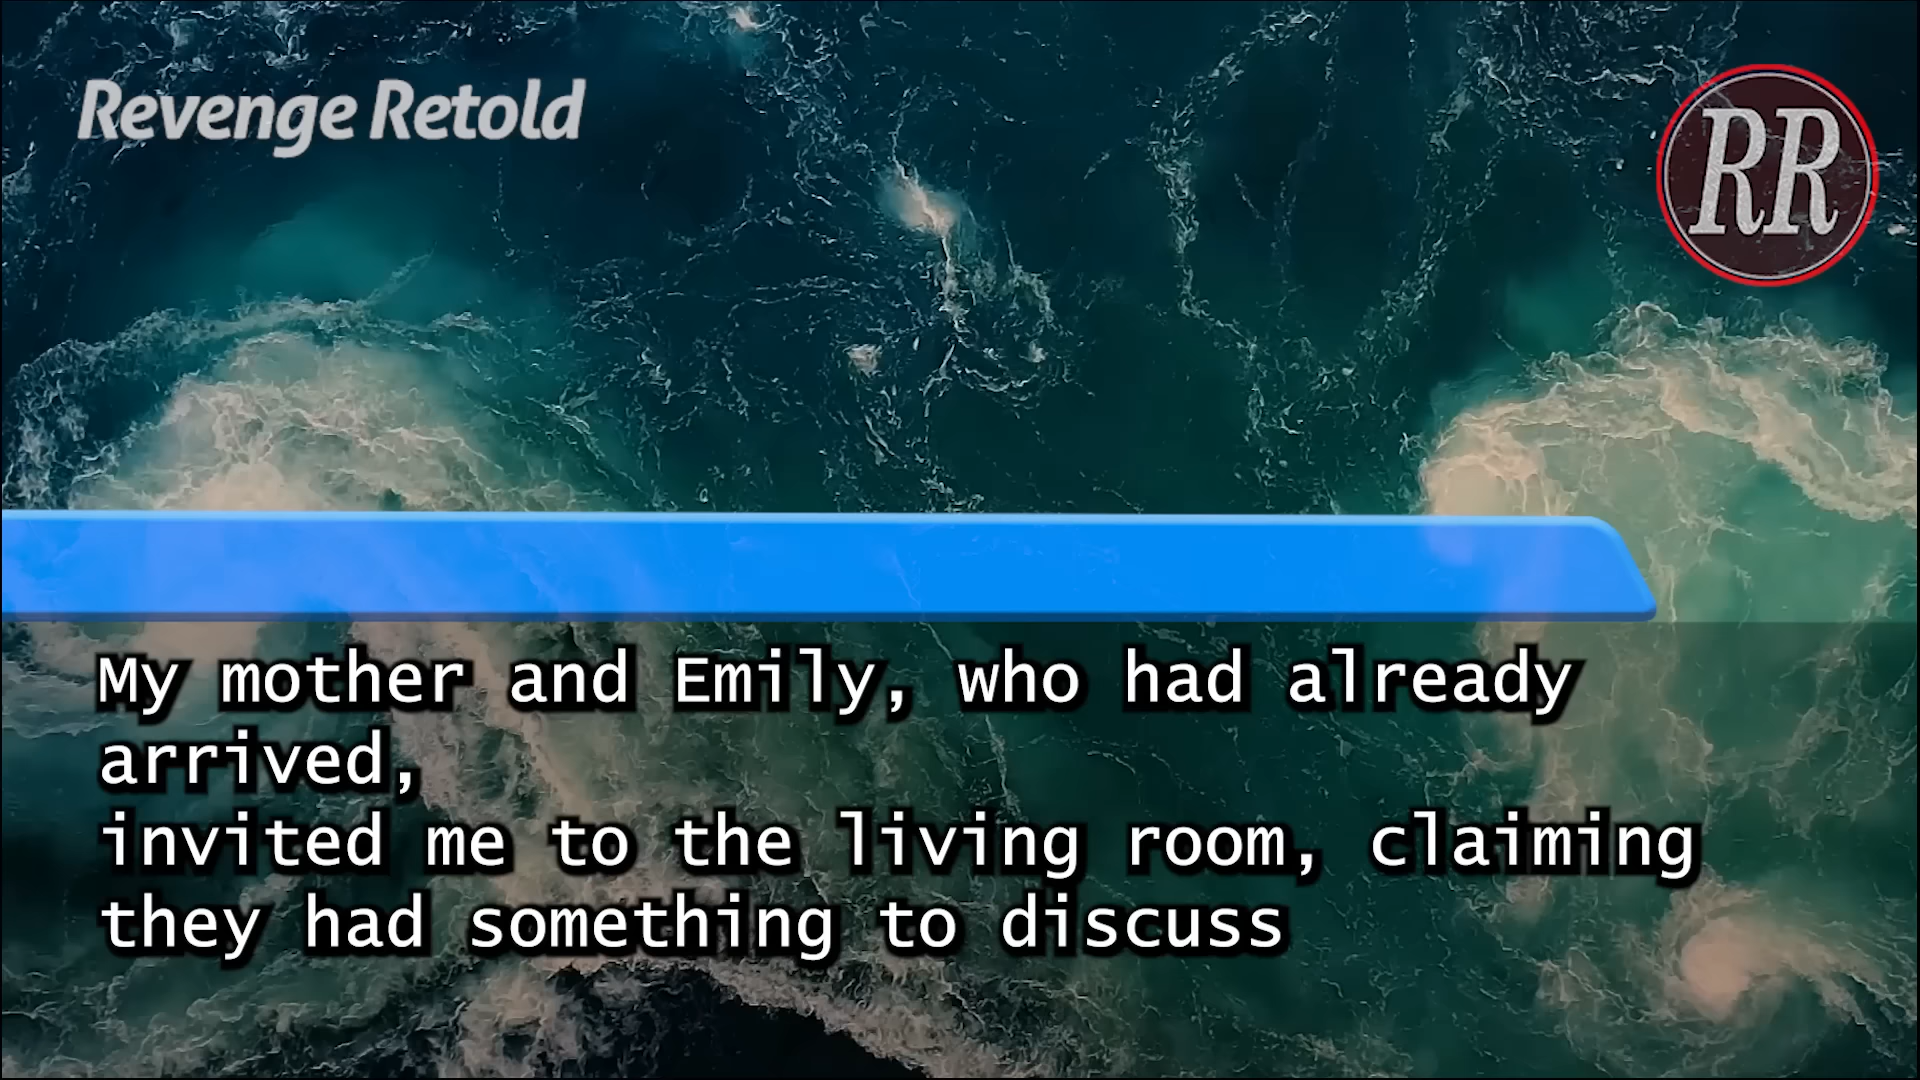 Revenge Retold
RR
My mother and Emily, who had already
arrived,
invited me to the living room, claiming
they had something to discuss